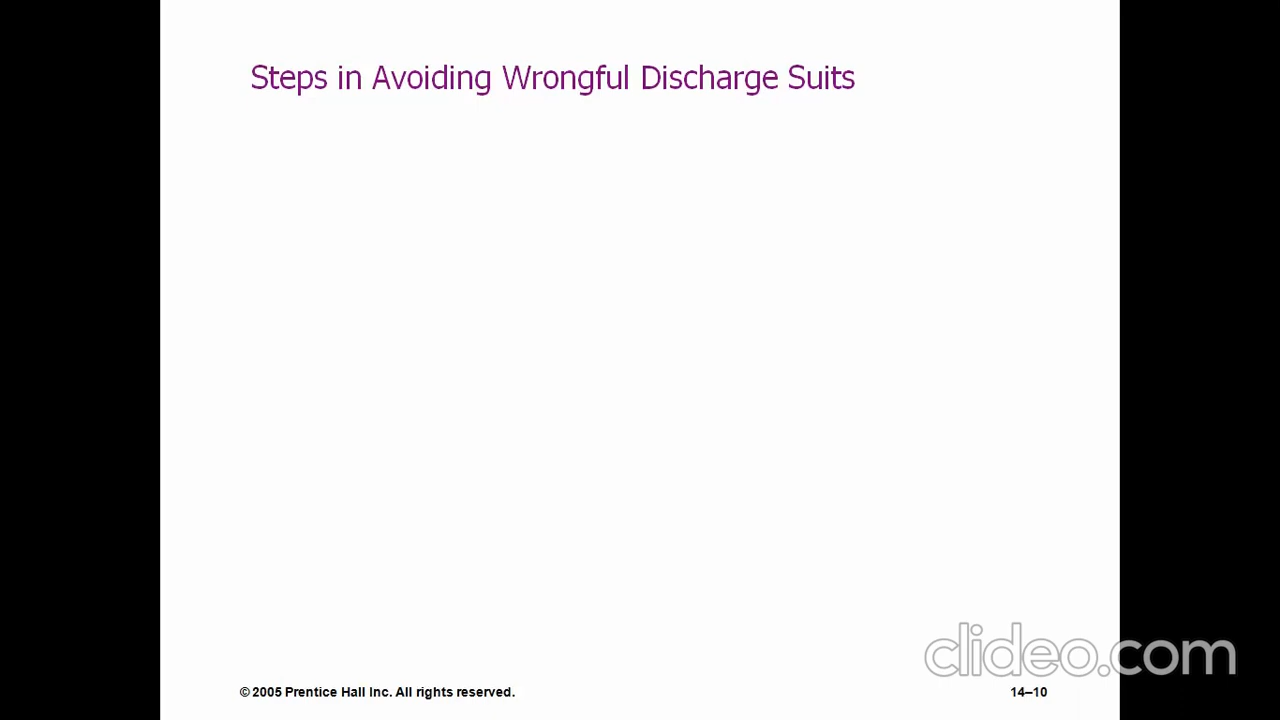 Steps in Avoiding Wrongful Discharge Suits
clideo.com
© 2005 Prentice Hall Inc. All rights reserved.
14–10